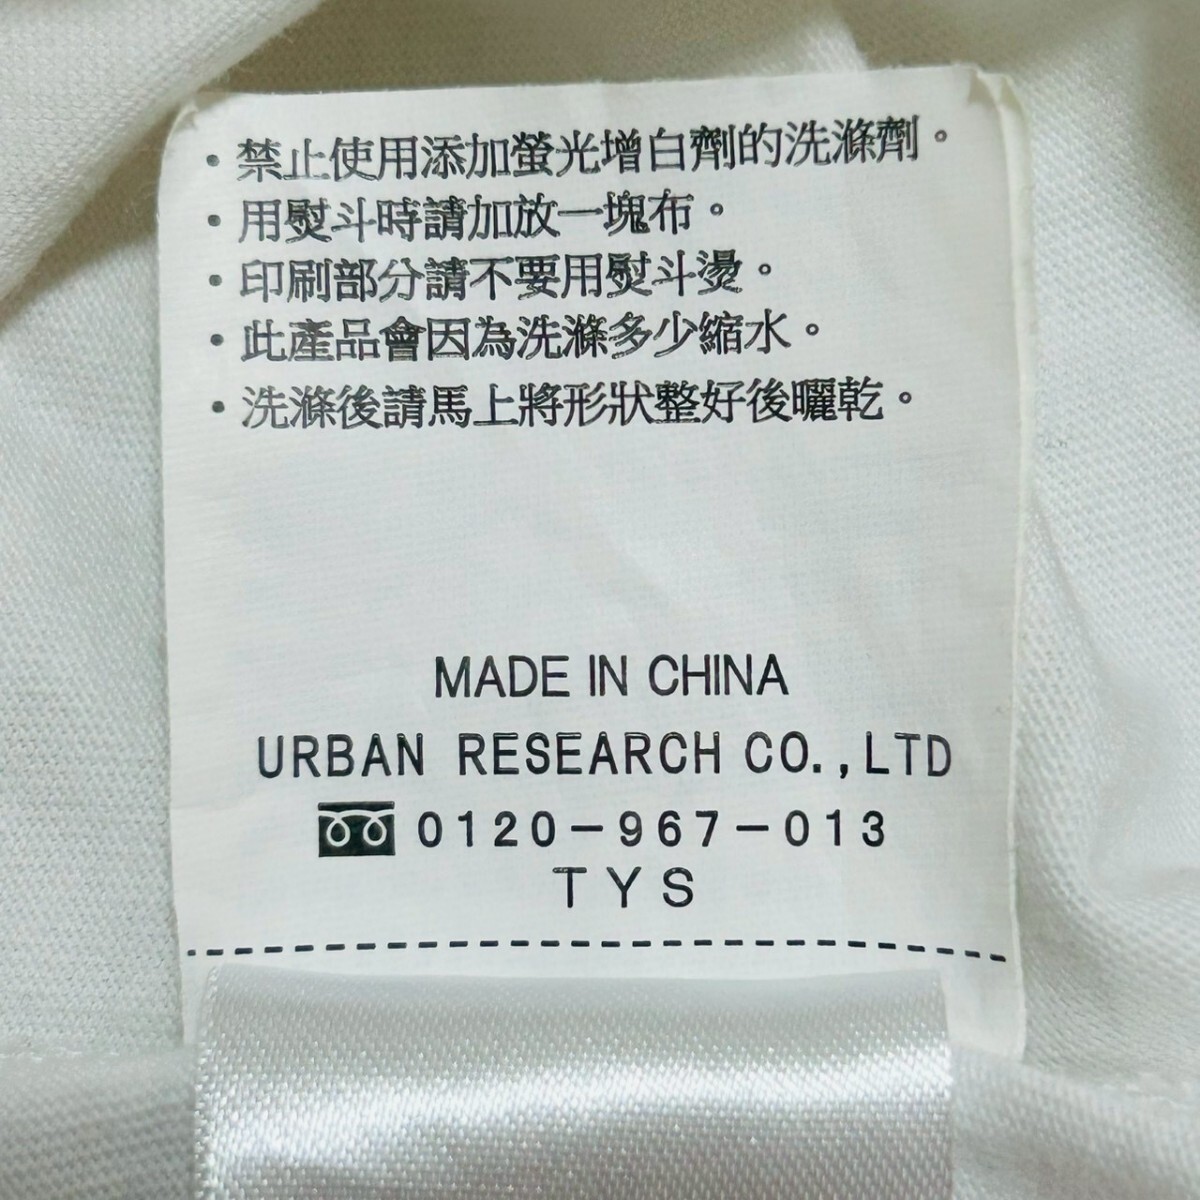 ・禁止使用添加螢光增白劑的洗滌劑。
・用熨斗時請加放一塊布。
・印刷部分請不要用熨斗燙。
・此產品會因為洗滌多少縮水。
・洗滌後請馬上將形狀整好後曬乾。
MADE IN CHINA
URBAN RESEARCH CO.,LTD
0120-967-013
TYS